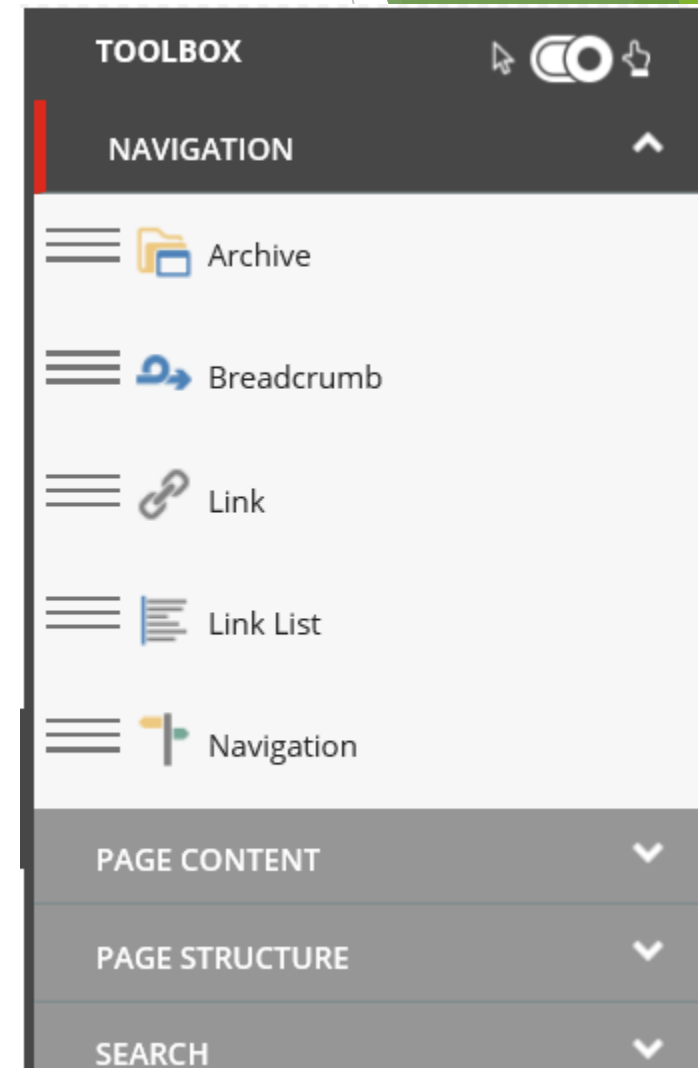 TOOLBOX
NAVIGATION
Archive
Breadcrumb
Link
Link List
Navigation
PAGE CONTENT
PAGE STRUCTURE
SEARCH